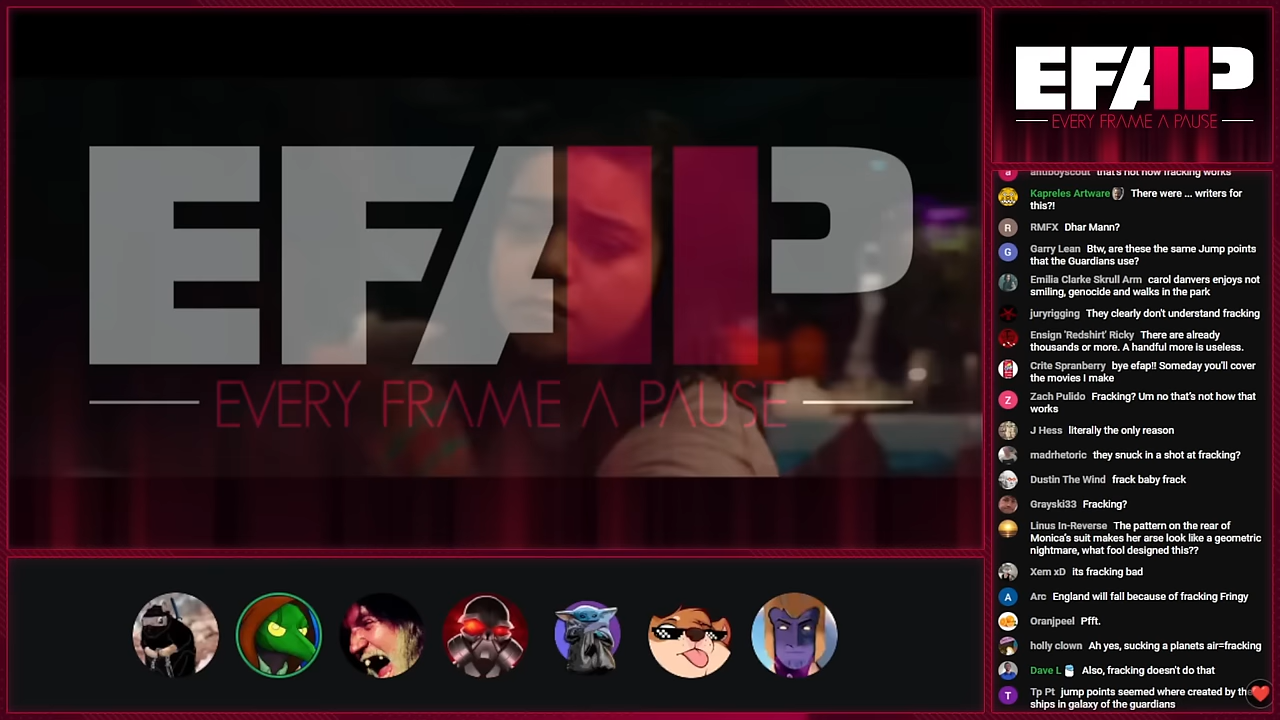 EFAP
EVERY FRAME A PAUSE
EFAP
EVERY FRAME A PAUSE
antiboyscout that's not how fracking works
Kapreles Artware There were ... writers for
this?!
R
RMFX Dhar Mann?
G
Garry Lean Btw, are these the same Jump points
that the Guardians use?
Emilia Clarke Skrull Arm carol danvers enjoys not
smiling, genocide and walks in the park
juryrigging They clearly don't understand fracking
Ensign 'Redshirt' Ricky There are already
thousands or more. A handful more is useless.
Crite Spranberry bye efap!! Someday you'll cover
the movies I make
Z
Zach Pulido Fracking? Um no that's not how that
works
J Hess literally the only reason
madrhetoric they snuck in a shot at fracking?
Dustin The Wind frack baby frack
Grayski33 Fracking?
Linus In-Reverse The pattern on the rear of
Monica's suit makes her arse look like a geometric
nightmare, what fool designed this??
Xem xD its fracking bad
A
Arc England will fall because of fracking Fringy
Oranjpeel Pfft.
holly clown Ah yes, sucking a planets air=fracking
Dave L Also, fracking doesn't do that
T
Tp Pt jump points seemed where created by the
ships in galaxy of the guardians